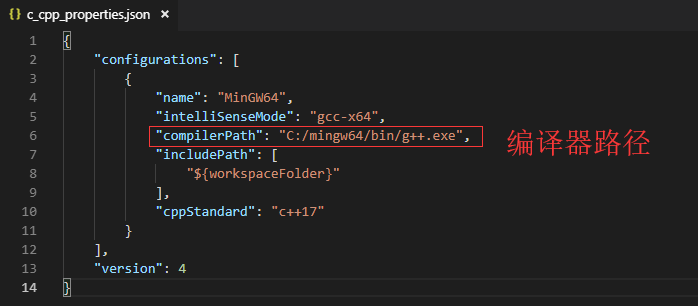 {} c_cpp_properties.json ×
1 {
2 "configurations": [
3 {
4 "name": "MinGW64",
5 "intelliSenseMode": "gcc-x64",
6 "compilerPath": "C:/mingw64/bin/g++.exe", 编译器路径
7 "includePath": [
8 "${workspaceFolder}"
9 ],
10 "cppStandard": "c++17"
11 }
12 ],
13 "version": 4
14 }